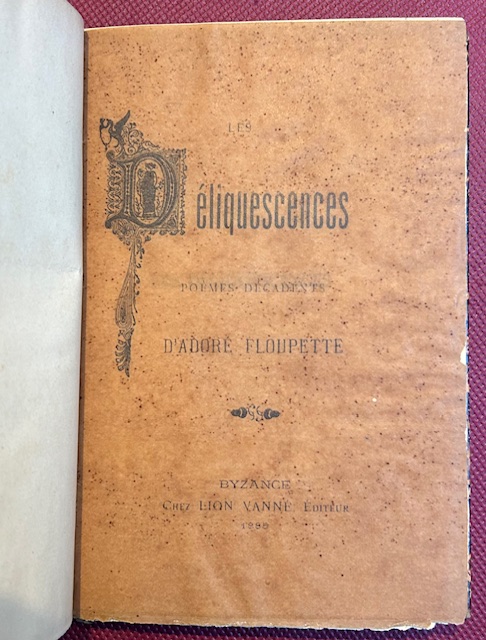 LES
Déliquescences
POÈMES DÉCADENTS
D'ADORÉ FLOUPETTE
BYZANCE
CHEZ LION VANNÉ ÉDITEUR
1885